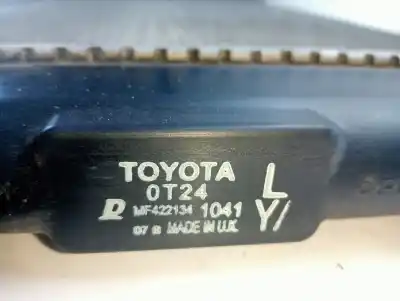 TOYOTA
0T24 L
MF422134 1041 Y/
07 R MADE IN U.K.